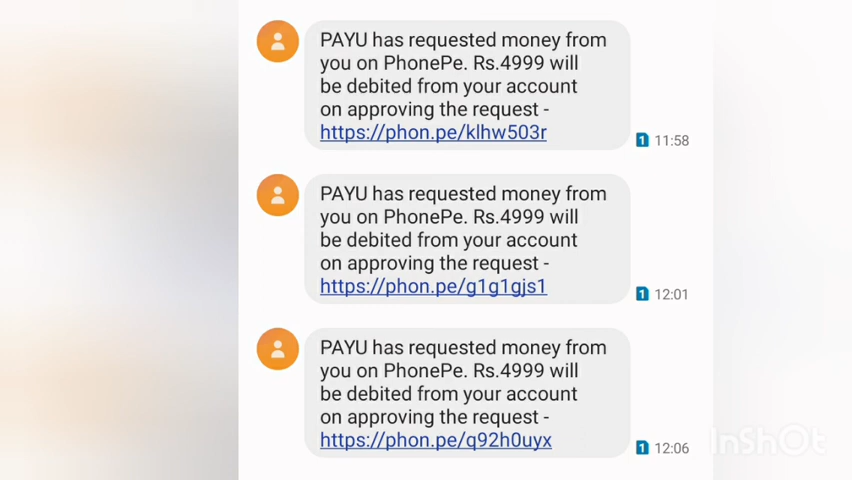 PAYU has requested money from
you on PhonePe. Rs.4999 will
be debited from your account
on approving the request -
https://phon.pe/klhw503r
1 11:58
PAYU has requested money from
you on PhonePe. Rs.4999 will
be debited from your account
on approving the request -
https://phon.pe/g1g1gjs1
1 12:01
PAYU has requested money from
you on PhonePe. Rs.4999 will
be debited from your account
on approving the request -
https://phon.pe/q92h0uyx
1 12:06
InShOt